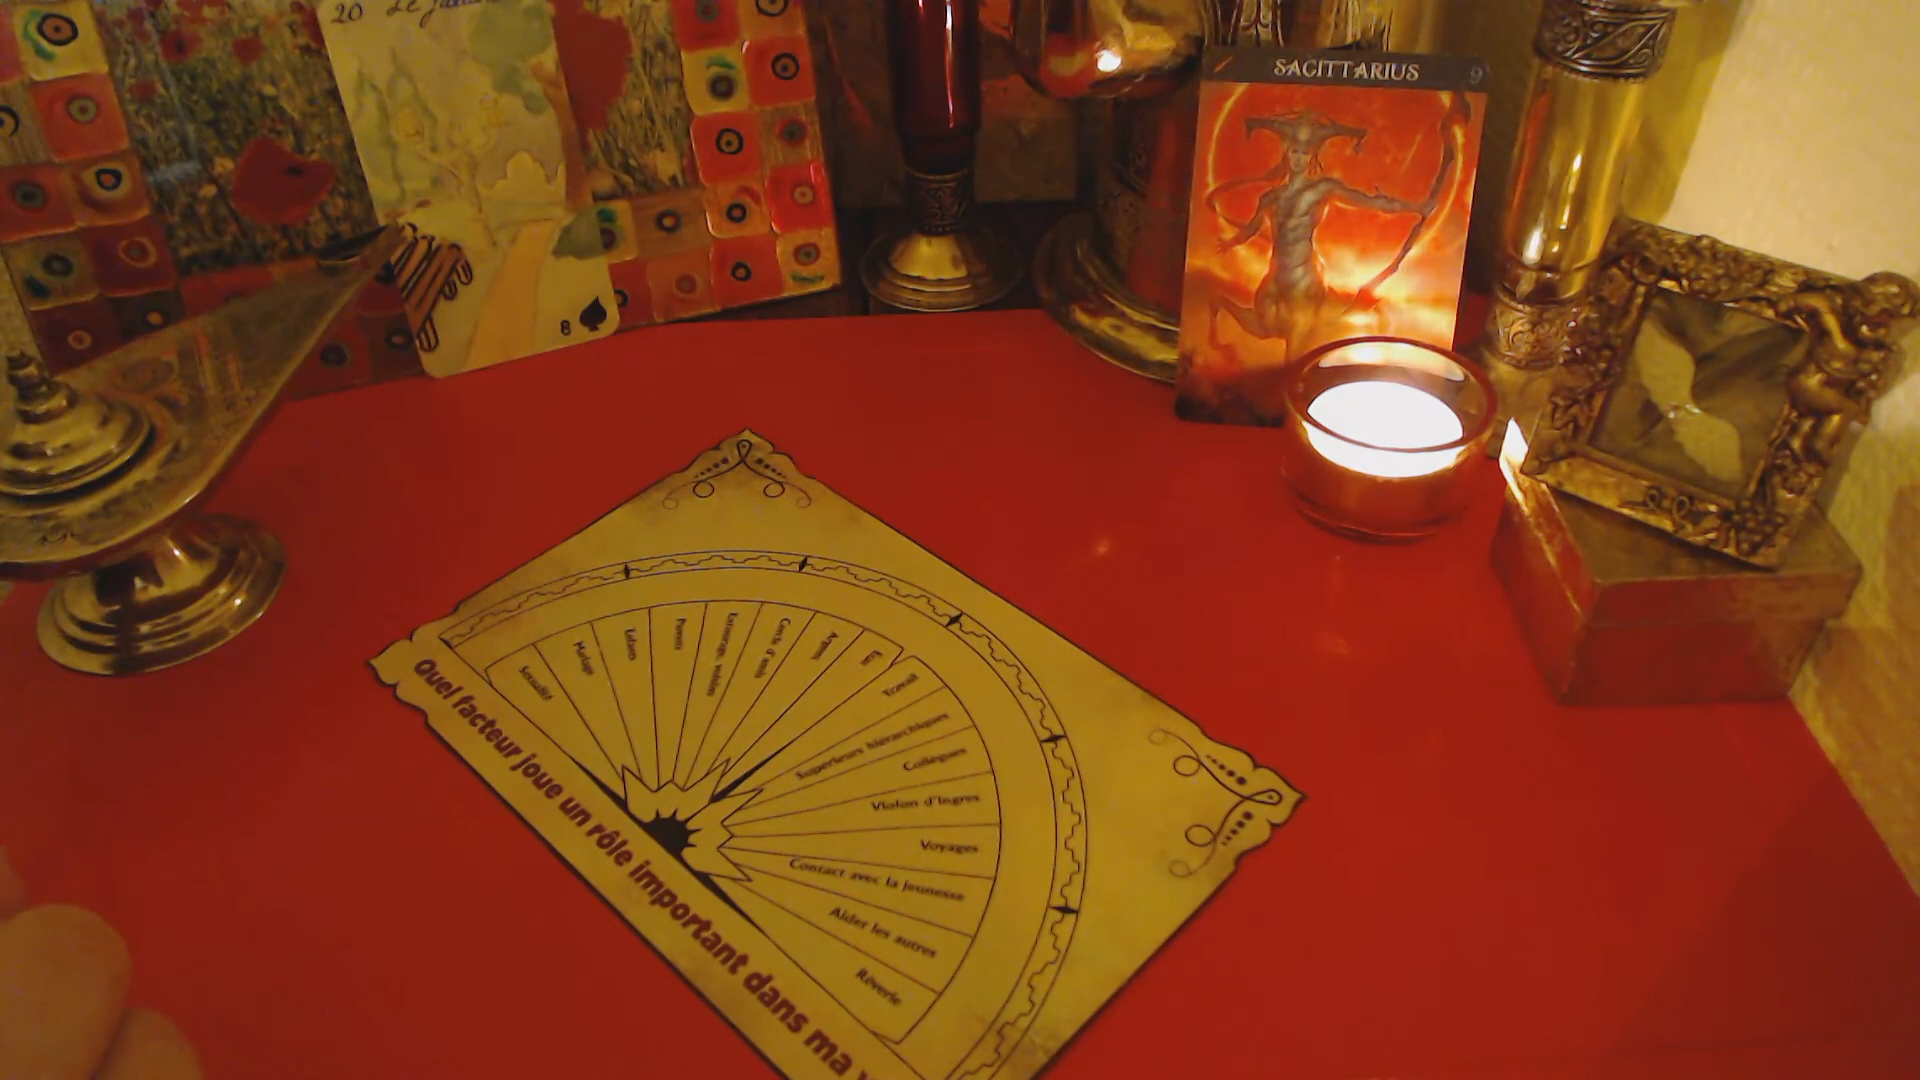 20 Le
SAGITTARIUS 9
8
Sexualité
Mariage
Enfants
Parents
Entourage, voisins
Cercle d'amis
Argent
Travail
Supérieurs hiérarchiques
Collègues
Violon d'Ingres
Voyages
Contact avec la jeunesse
Aider les autres
Rêverie
Quel facteur joue un rôle important dans ma